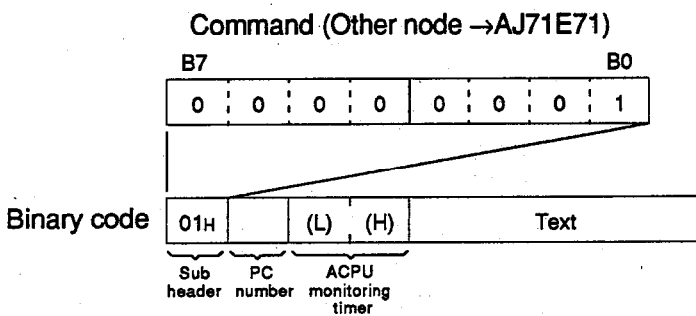 Command (Other node →AJ71E71)
B7 B0
0 0 0 0 0 0 0 1
Binary code 01H (L) (H) Text
Sub header PC number ACPU monitoring timer